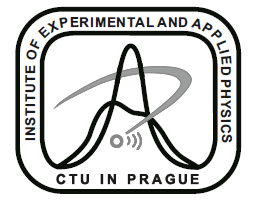 INSTITUTE OF EXPERIMENTAL AND APPLIED PHYSICS
CTU IN PRAGUE